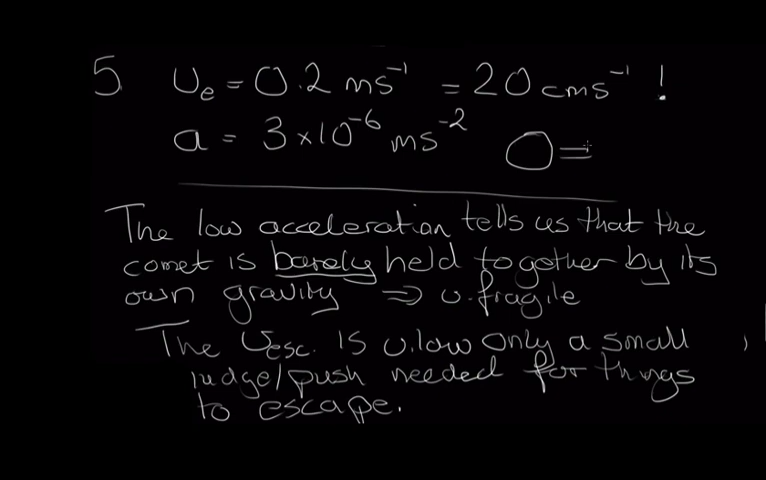 5 Ue = 0.2 ms⁻¹ = 20 cms⁻¹ !
a = 3×10⁻⁶ ms⁻² O=
The low acceleration tells us that the
comet is barely held together by its
own gravity ⇒ v. fragile
The Vesc. is v. low only a small
nudge/push needed for things
to escape.